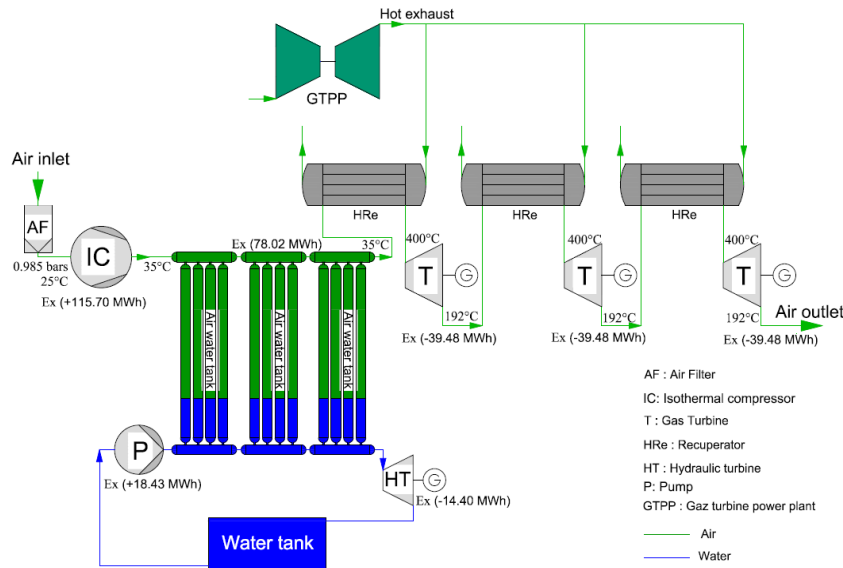 Hot exhaust
GTPP
Air inlet
HRe
HRe
HRe
AF
IC
35°C
Ex (78.02 MWh)
35°C
400°C
400°C
400°C
0.985 bars
25°C
Ex (+115.70 MWh)
T
G
T
G
T
G
192°C
192°C
192°C
Air outlet
Ex (-39.48 MWh)
Ex (-39.48 MWh)
Ex (-39.48 MWh)
Air water tank
Air water tank
Air water tank
P
Ex (+18.43 MWh)
HT
G
Ex (-14.40 MWh)
Water tank
AF : Air Filter
IC: Isothermal compressor
T : Gas Turbine
HRe : Recuperator
HT : Hydraulic turbine
P: Pump
GTPP : Gaz turbine power plant
Air
Water